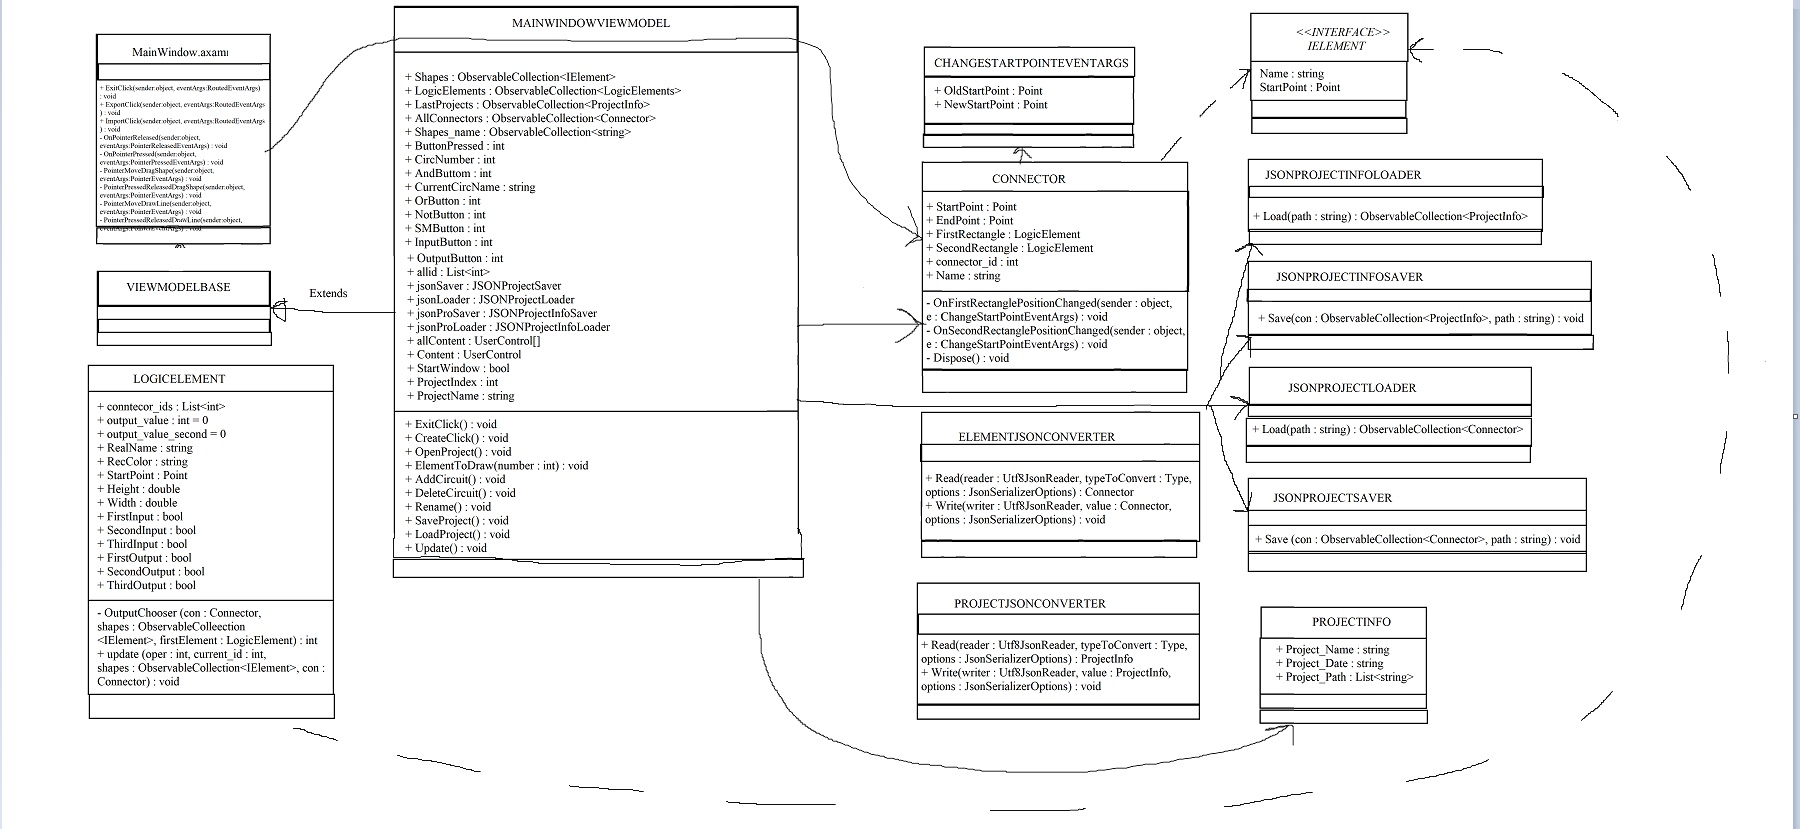 MainWindow.axaml
+ ExitClick(sender:object, eventArgs:RoutedEventArgs)
: void
+ ExportClick(sender:object, eventArgs:RoutedEventArgs
) : void
+ ImportClick(sender:object, eventArgs:RoutedEventArgs
) : void
- OnPointerReleased(sender:object,
eventArgs:PointerReleasedEventArgs) : void
- OnPointerPressed(sender:object,
eventArgs:PointerPressedEventArgs) : void
- PointerMoveDragShape(sender:object,
eventArgs:PointerEventArgs) : void
- PointerPressedReleasedDragShape(sender:object,
eventArgs:PointerEventArgs) : void
- PointerMoveDrawLine(sender:object,
eventArgs:PointerEventArgs) : void
- PointerPressedReleasedDrawLine(sender:object,
eventArgs:PointerEventArgs) : void
VIEWMODELBASE
Extends
LOGICELEMENT
+ conntecor_ids : List<int>
+ output_value : int = 0
+ output_value_second = 0
+ RealName : string
+ RecColor : string
+ StartPoint : Point
+ Height : double
+ Width : double
+ FirstInput : bool
+ SecondInput : bool
+ ThirdInput : bool
+ FirstOutput : bool
+ SecondOutput : bool
+ ThirdOutput : bool
- OutputChooser (con : Connector,
shapes : ObservableColleection
<IElement>, firstElement : LogicElement) : int
+ update (oper : int, current_id : int,
shapes : ObservableCollection<IElement>, con :
Connector) : void
MAINWINDOWVIEWMODEL
+ Shapes : ObservableCollection<IElement>
+ LogicElements : ObservableCollection<LogicElements>
+ LastProjects : ObservableCollection<ProjectInfo>
+ AllConnectors : ObservableCollection<Connector>
+ Shapes_name : ObservableCollection<string>
+ ButtonPressed : int
+ CircNumber : int
+ AndButtom : int
+ CurrentCircName : string
+ OrButton : int
+ NotButton : int
+ SMButton : int
+ InputButton : int
+ OutputButton : int
+ allid : List<int>
+ jsonSaver : JSONProjectSaver
+ jsonLoader : JSONProjectLoader
+ jsonProSaver : JSONProjectInfoSaver
+ jsonProLoader : JSONProjectInfoLoader
+ allContent : UserControl[]
+ Content : UserControl
+ StartWindow : bool
+ ProjectIndex : int
+ ProjectName : string
+ ExitClick() : void
+ CreateClick() : void
+ OpenProject() : void
+ ElementToDraw(number : int) : void
+ AddCircuit() : void
+ DeleteCircuit() : void
+ Rename() : void
+ SaveProject() : void
+ LoadProject() : void
+ Update() : void
CHANGESTARTPOINTEVENTARGS
+ OldStartPoint : Point
+ NewStartPoint : Point
CONNECTOR
+ StartPoint : Point
+ EndPoint : Point
+ FirstRectangle : LogicElement
+ SecondRectangle : LogicElement
+ connector_id : int
+ Name : string
- OnFirstRectanglePositionChanged(sender : object,
e : ChangeStartPointEventArgs) : void
- OnSecondRectanglePositionChanged(sender : object,
e : ChangeStartPointEventArgs) : void
- Dispose() : void
ELEMENTJSONCONVERTER
+ Read(reader : Utf8JsonReader, typeToConvert : Type,
options : JsonSerializerOptions) : Connector
+ Write(writer : Utf8JsonReader, value : Connector,
options : JsonSerializerOptions) : void
PROJECTJSONCONVERTER
+ Read(reader : Utf8JsonReader, typeToConvert : Type,
options : JsonSerializerOptions) : ProjectInfo
+ Write(writer : Utf8JsonReader, value : ProjectInfo,
options : JsonSerializerOptions) : void
<<INTERFACE>>
IELEMENT
Name : string
StartPoint : Point
JSONPROJECTINFOLOADER
+ Load(path : string) : ObservableCollection<ProjectInfo>
JSONPROJECTINFOSAVER
+ Save(con : ObservableCollection<ProjectInfo>, path : string) : void
JSONPROJECTLOADER
+ Load(path : string) : ObservableCollection<Connector>
JSONPROJECTSAVER
+ Save (con : ObservableCollection<Connector>, path : string) : void
PROJECTINFO
+ Project_Name : string
+ Project_Date : string
+ Project_Path : List<string>